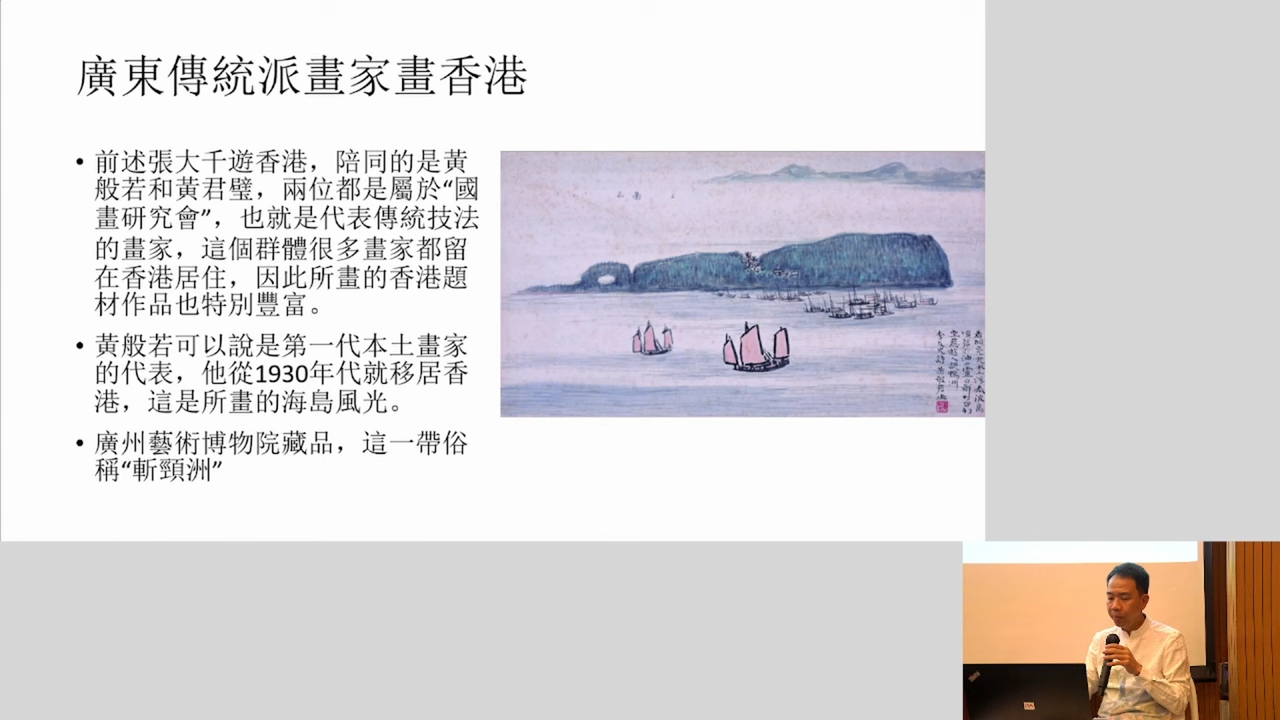 廣東傳統派畫家畫香港
• 前述張大千遊香港，陪同的是黃
般若和黃君璧，兩位都是屬於“國
畫研究會”，也就是代表傳統技法
的畫家，這個群體很多畫家都留
在香港居住，因此所畫的香港題
材作品也特別豐富。
• 黃般若可以說是第一代本土畫家
的代表，他從1930年代就移居香
港，這是所畫的海島風光。
• 廣州藝術博物院藏品，這一帶俗
稱“斬頸洲”